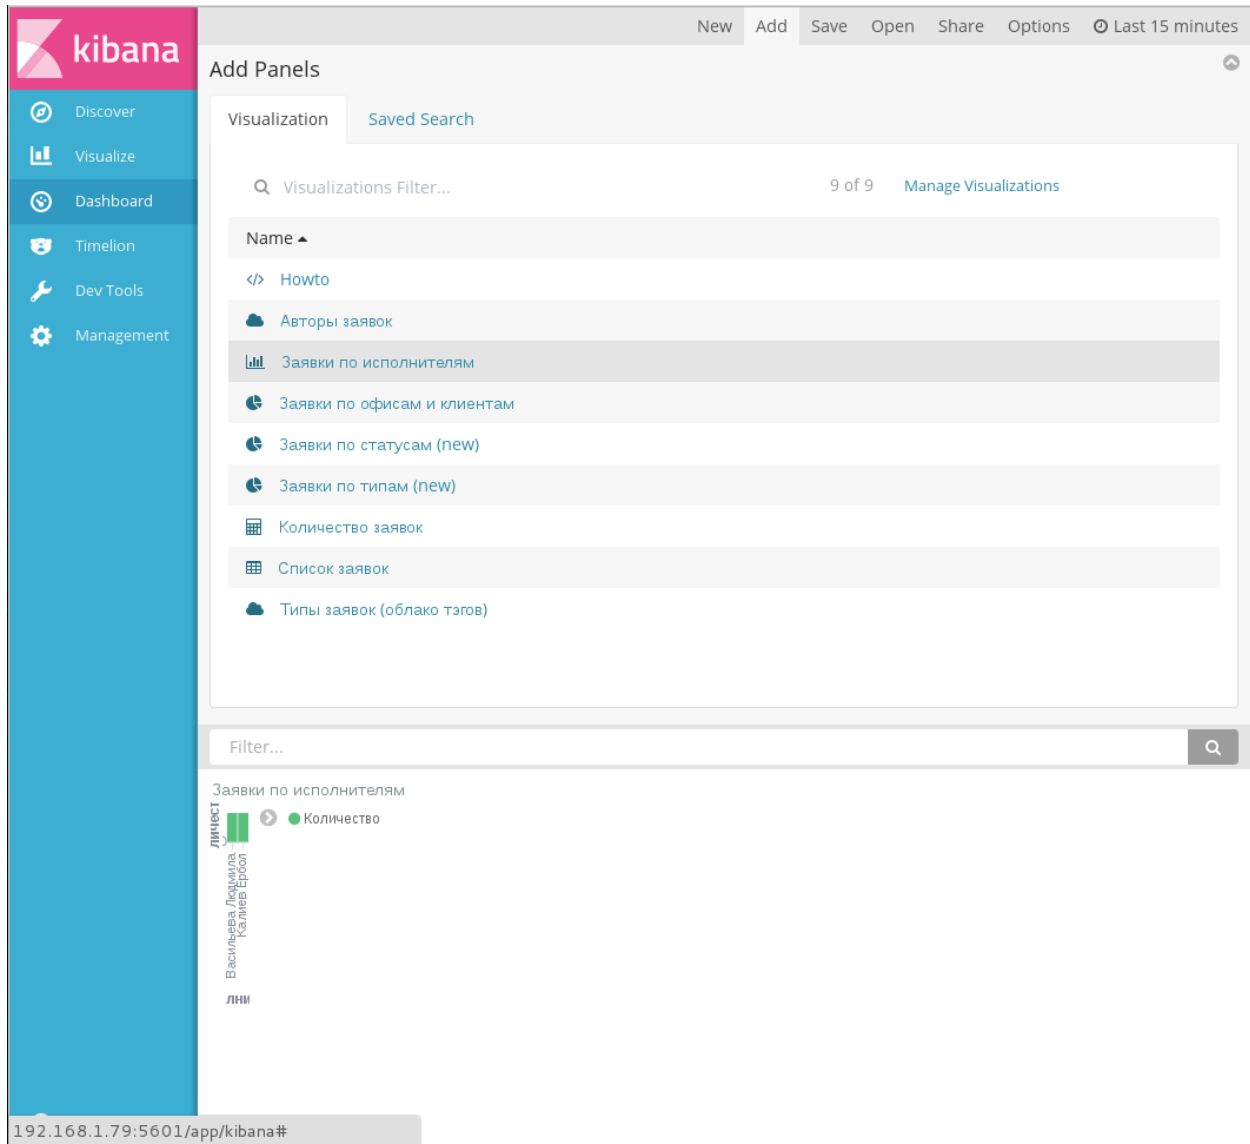 kibana
New Add Save Open Share Options Last 15 minutes
Add Panels
Discover
Visualize
Dashboard
Timelion
Dev Tools
Management
Visualization Saved Search
Visualizations Filter... 9 of 9 Manage Visualizations
Name
</> Howto
Авторы заявок
Заявки по исполнителям
Заявки по офисам и клиентам
Заявки по статусам (new)
Заявки по типам (new)
Количество заявок
Список заявок
Типы заявок (облако тэгов)
Filter...
Заявки по исполнителям
личест
Количество
Васильева Людмила
Калиев Ербол
лни
192.168.1.79:5601/app/kibana#